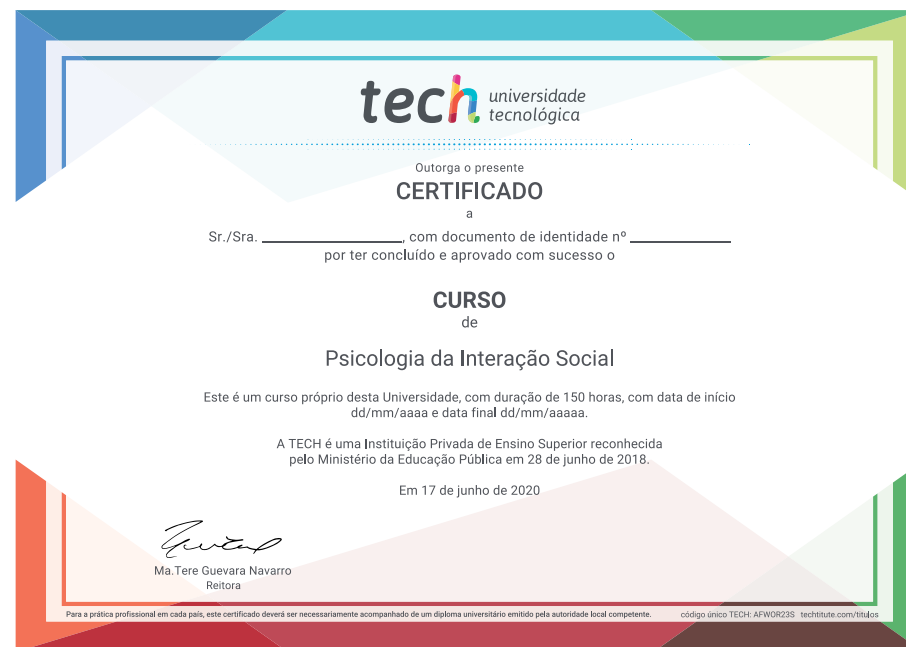 tech universidade
tecnológica
Outorga o presente
CERTIFICADO
a
Sr./Sra. ____________, com documento de identidade nº ____________
por ter concluído e aprovado com sucesso o
CURSO
de
Psicologia da Interação Social
Este é um curso próprio desta Universidade, com duração de 150 horas, com data de início
dd/mm/aaaa e data final dd/mm/aaaaa.
A TECH é uma Instituição Privada de Ensino Superior reconhecida
pelo Ministério da Educação Pública em 28 de junho de 2018.
Em 17 de junho de 2020
Ma.Tere Guevara Navarro
Reitora
Para a prática profissional em cada país, este certificado deverá ser necessariamente acompanhado de um diploma universitário emitido pela autoridade local competente. código único TECH: AFWOR23S techtitute.com/titulos